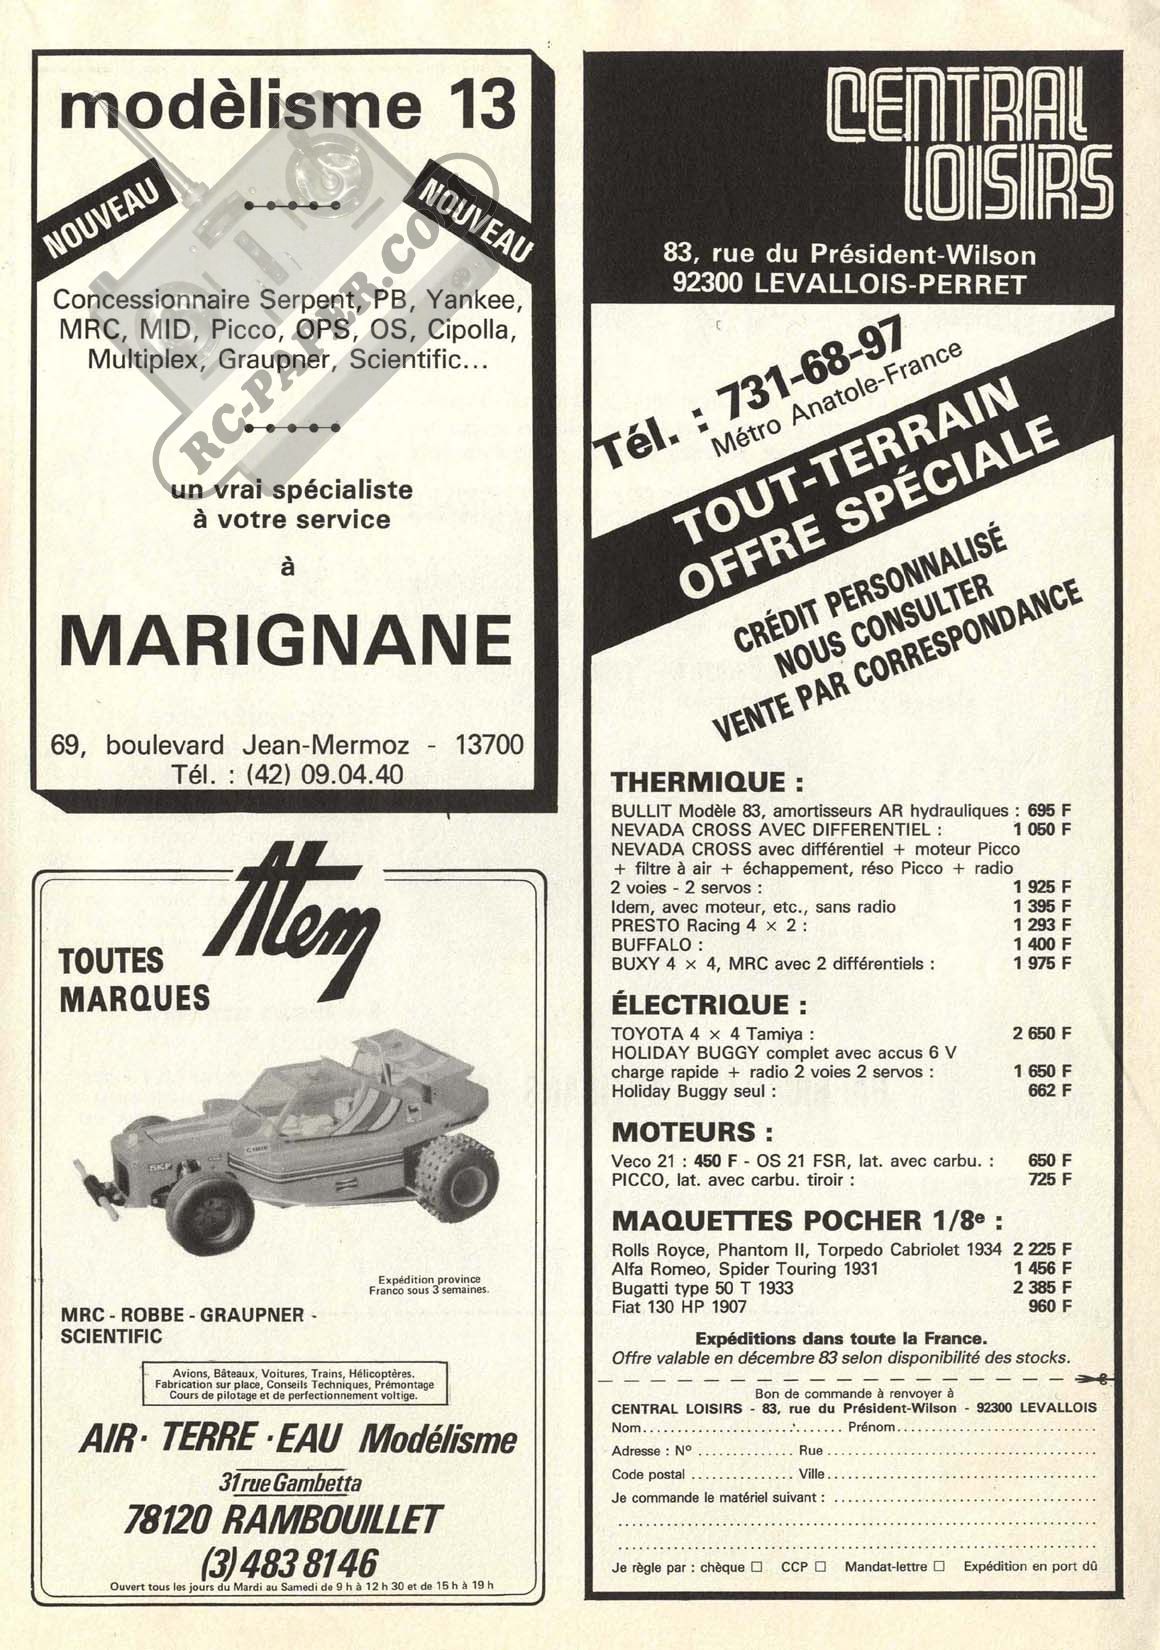 modèlisme 13
NOUVEAU
NOUVEAU
Concessionnaire Serpent, PB, Yankee,
MRC, MID, Picco, OPS, OS, Cipolla,
Multiplex, Graupner, Scientific...
RC-PAPER.COM
un vrai spécialiste
à votre service
à
MARIGNANE
69, boulevard Jean-Mermoz - 13700
Tél. : (42) 09.04.40
Atem
TOUTES
MARQUES
Expédition province
Franco sous 3 semaines.
MRC - ROBBE - GRAUPNER -
SCIENTIFIC
Avions, Bâteaux, Voitures, Trains, Hélicoptères.
Fabrication sur place, Conseils Techniques, Prémontage
Cours de pilotage et de perfectionnement voltige.
AIR · TERRE · EAU Modélisme
31 rue Gambetta
78120 RAMBOUILLET
(3) 483 8146
Ouvert tous les jours du Mardi au Samedi de 9 h à 12 h 30 et de 15 h à 19 h
CENTRAL
LOISIRS
83, rue du Président-Wilson
92300 LEVALLOIS-PERRET
Tél. : 731-68-97
Métro Anatole-France
TOUT-TERRAIN
OFFRE SPÉCIALE
CRÉDIT PERSONNALISÉ
NOUS CONSULTER
VENTE PAR CORRESPONDANCE
THERMIQUE :
BULLIT Modèle 83, amortisseurs AR hydrauliques : 695 F
NEVADA CROSS AVEC DIFFERENTIEL : 1 050 F
NEVADA CROSS avec différentiel + moteur Picco
+ filtre à air + échappement, réso Picco + radio
2 voies - 2 servos : 1 925 F
Idem, avec moteur, etc., sans radio 1 395 F
PRESTO Racing 4 × 2 : 1 293 F
BUFFALO : 1 400 F
BUXY 4 × 4, MRC avec 2 différentiels : 1 975 F
ÉLECTRIQUE :
TOYOTA 4 × 4 Tamiya : 2 650 F
HOLIDAY BUGGY complet avec accus 6 V
charge rapide + radio 2 voies 2 servos : 1 650 F
Holiday Buggy seul : 662 F
MOTEURS :
Veco 21 : 450 F - OS 21 FSR, lat. avec carbu. : 650 F
PICCO, lat. avec carbu. tiroir : 725 F
MAQUETTES POCHER 1/8e :
Rolls Royce, Phantom II, Torpedo Cabriolet 1934 2 225 F
Alfa Romeo, Spider Touring 1931 1 456 F
Bugatti type 50 T 1933 2 385 F
Fiat 130 HP 1907 960 F
Expéditions dans toute la France.
Offre valable en décembre 83 selon disponibilité des stocks.
Bon de commande à renvoyer à
CENTRAL LOISIRS - 83, rue du Président-Wilson - 92300 LEVALLOIS
Nom .......................... Prénom ..........................
Adresse : N° ............. Rue ..........................
Code postal .............. Ville ..........................
Je commande le matériel suivant : ..........................
Je règle par : chèque □ CCP □ Mandat-lettre □ Expédition en port dû